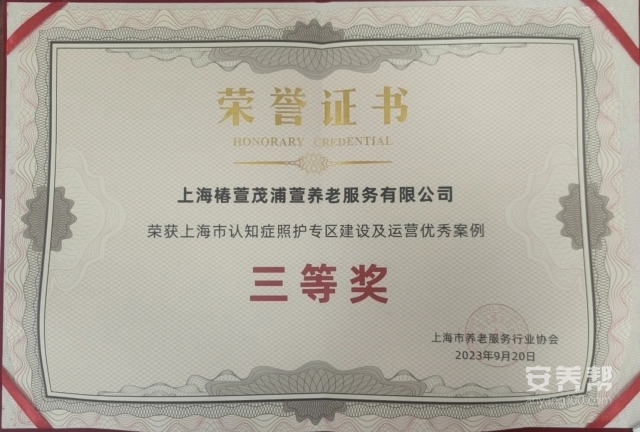 荣誉证书
HONORARY CREDENTIAL
上海椿萱茂浦萱养老服务有限公司
荣获上海市认知症照护专区建设及运营优秀案例
三等奖
上海市养老服务行业协会
2023年9月20日
安养帮